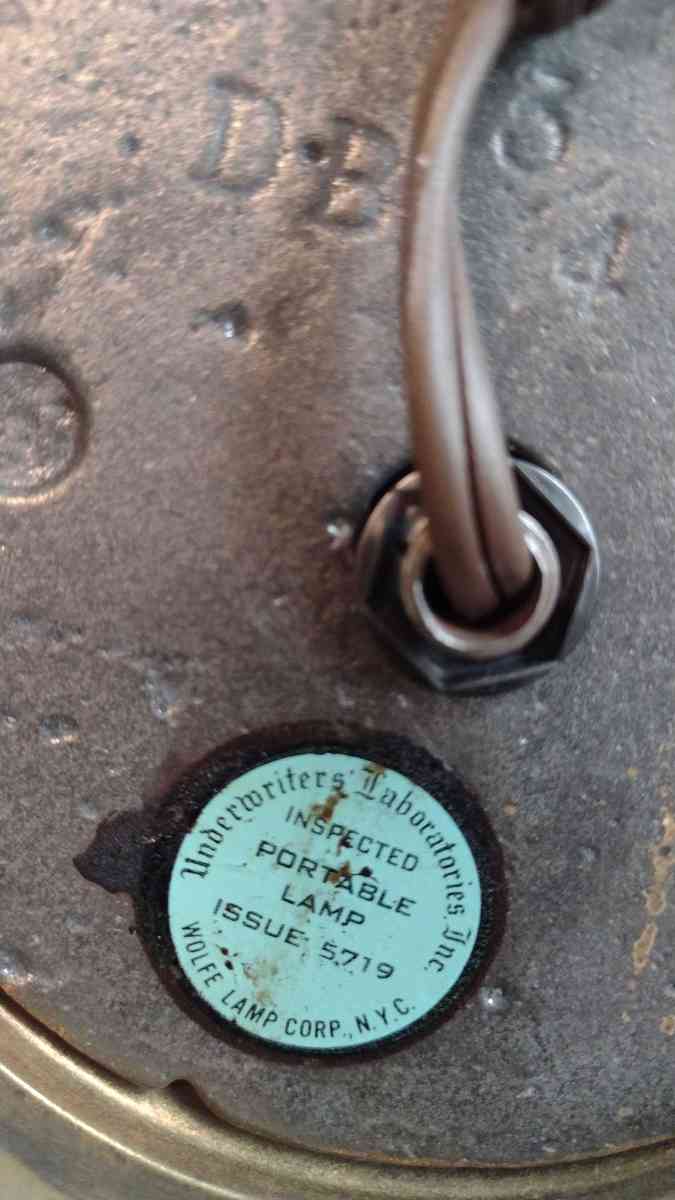 D.B
Underwriters' Laboratories, Inc.
INSPECTED
PORTABLE
LAMP
ISSUE: 5719
WOLFE LAMP CORP., N.Y.C.